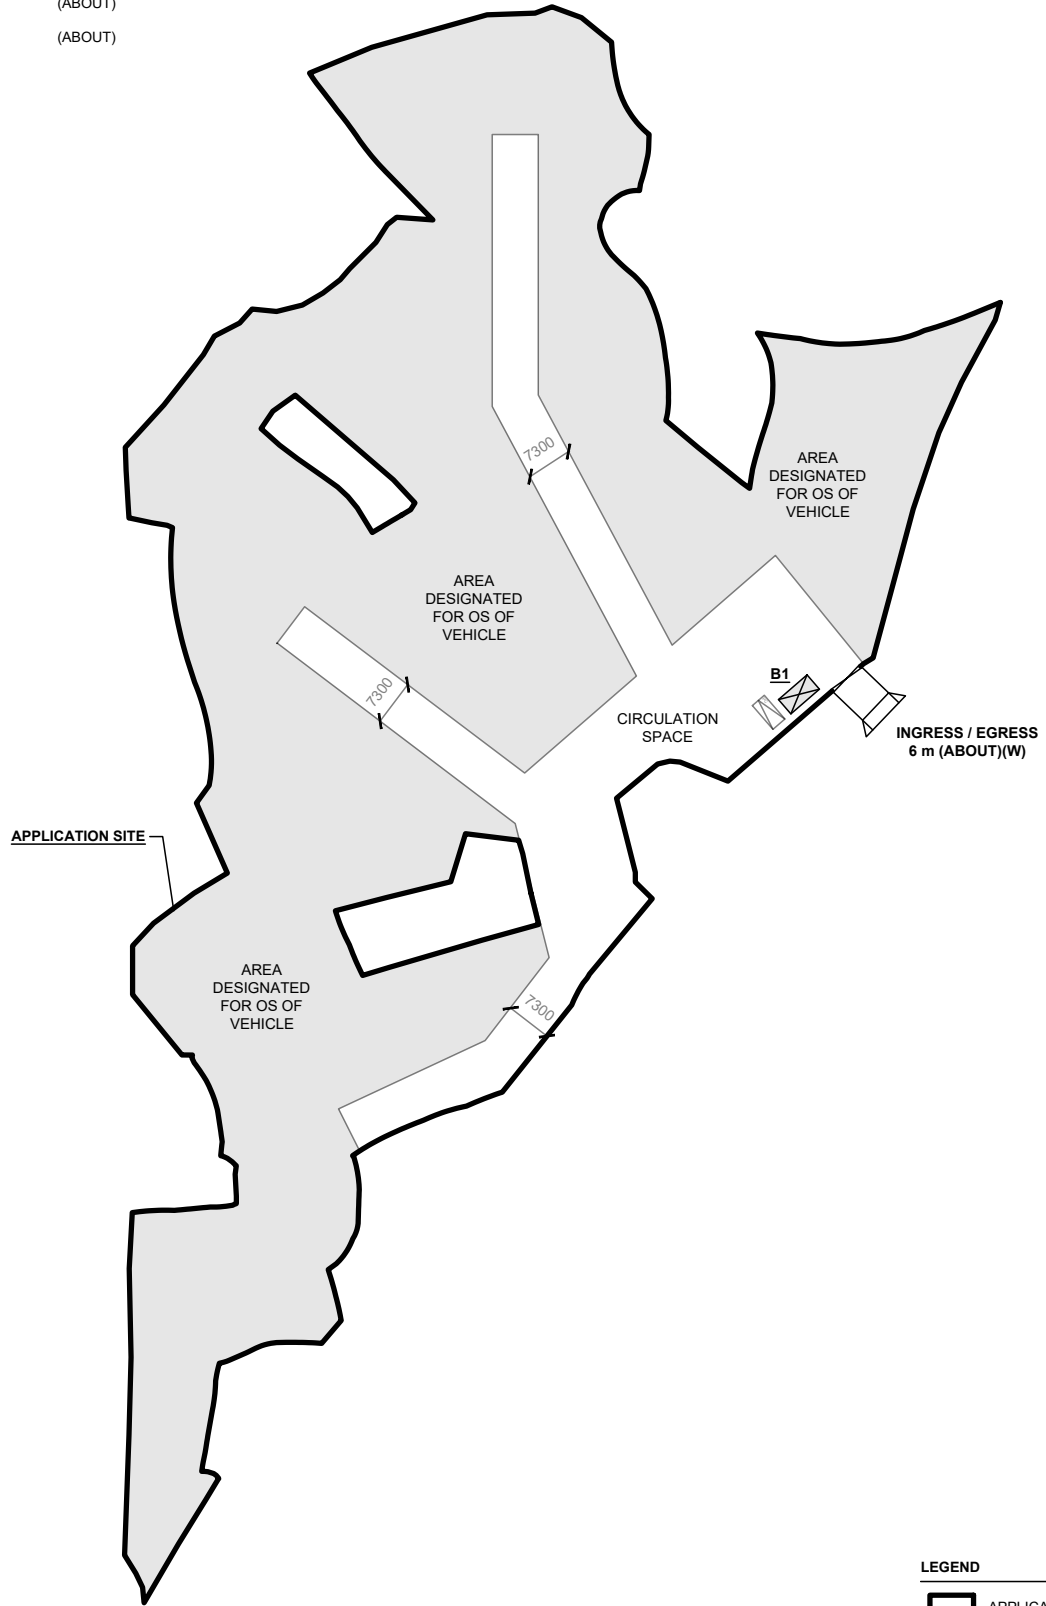 (ABOUT)
(ABOUT)
7300
AREA
DESIGNATED
FOR OS OF
VEHICLE
AREA
DESIGNATED
FOR OS OF
VEHICLE
7300
B1
CIRCULATION
SPACE
INGRESS / EGRESS
6 m (ABOUT)(W)
APPLICATION SITE
AREA
DESIGNATED
FOR OS OF
VEHICLE
7300
LEGEND